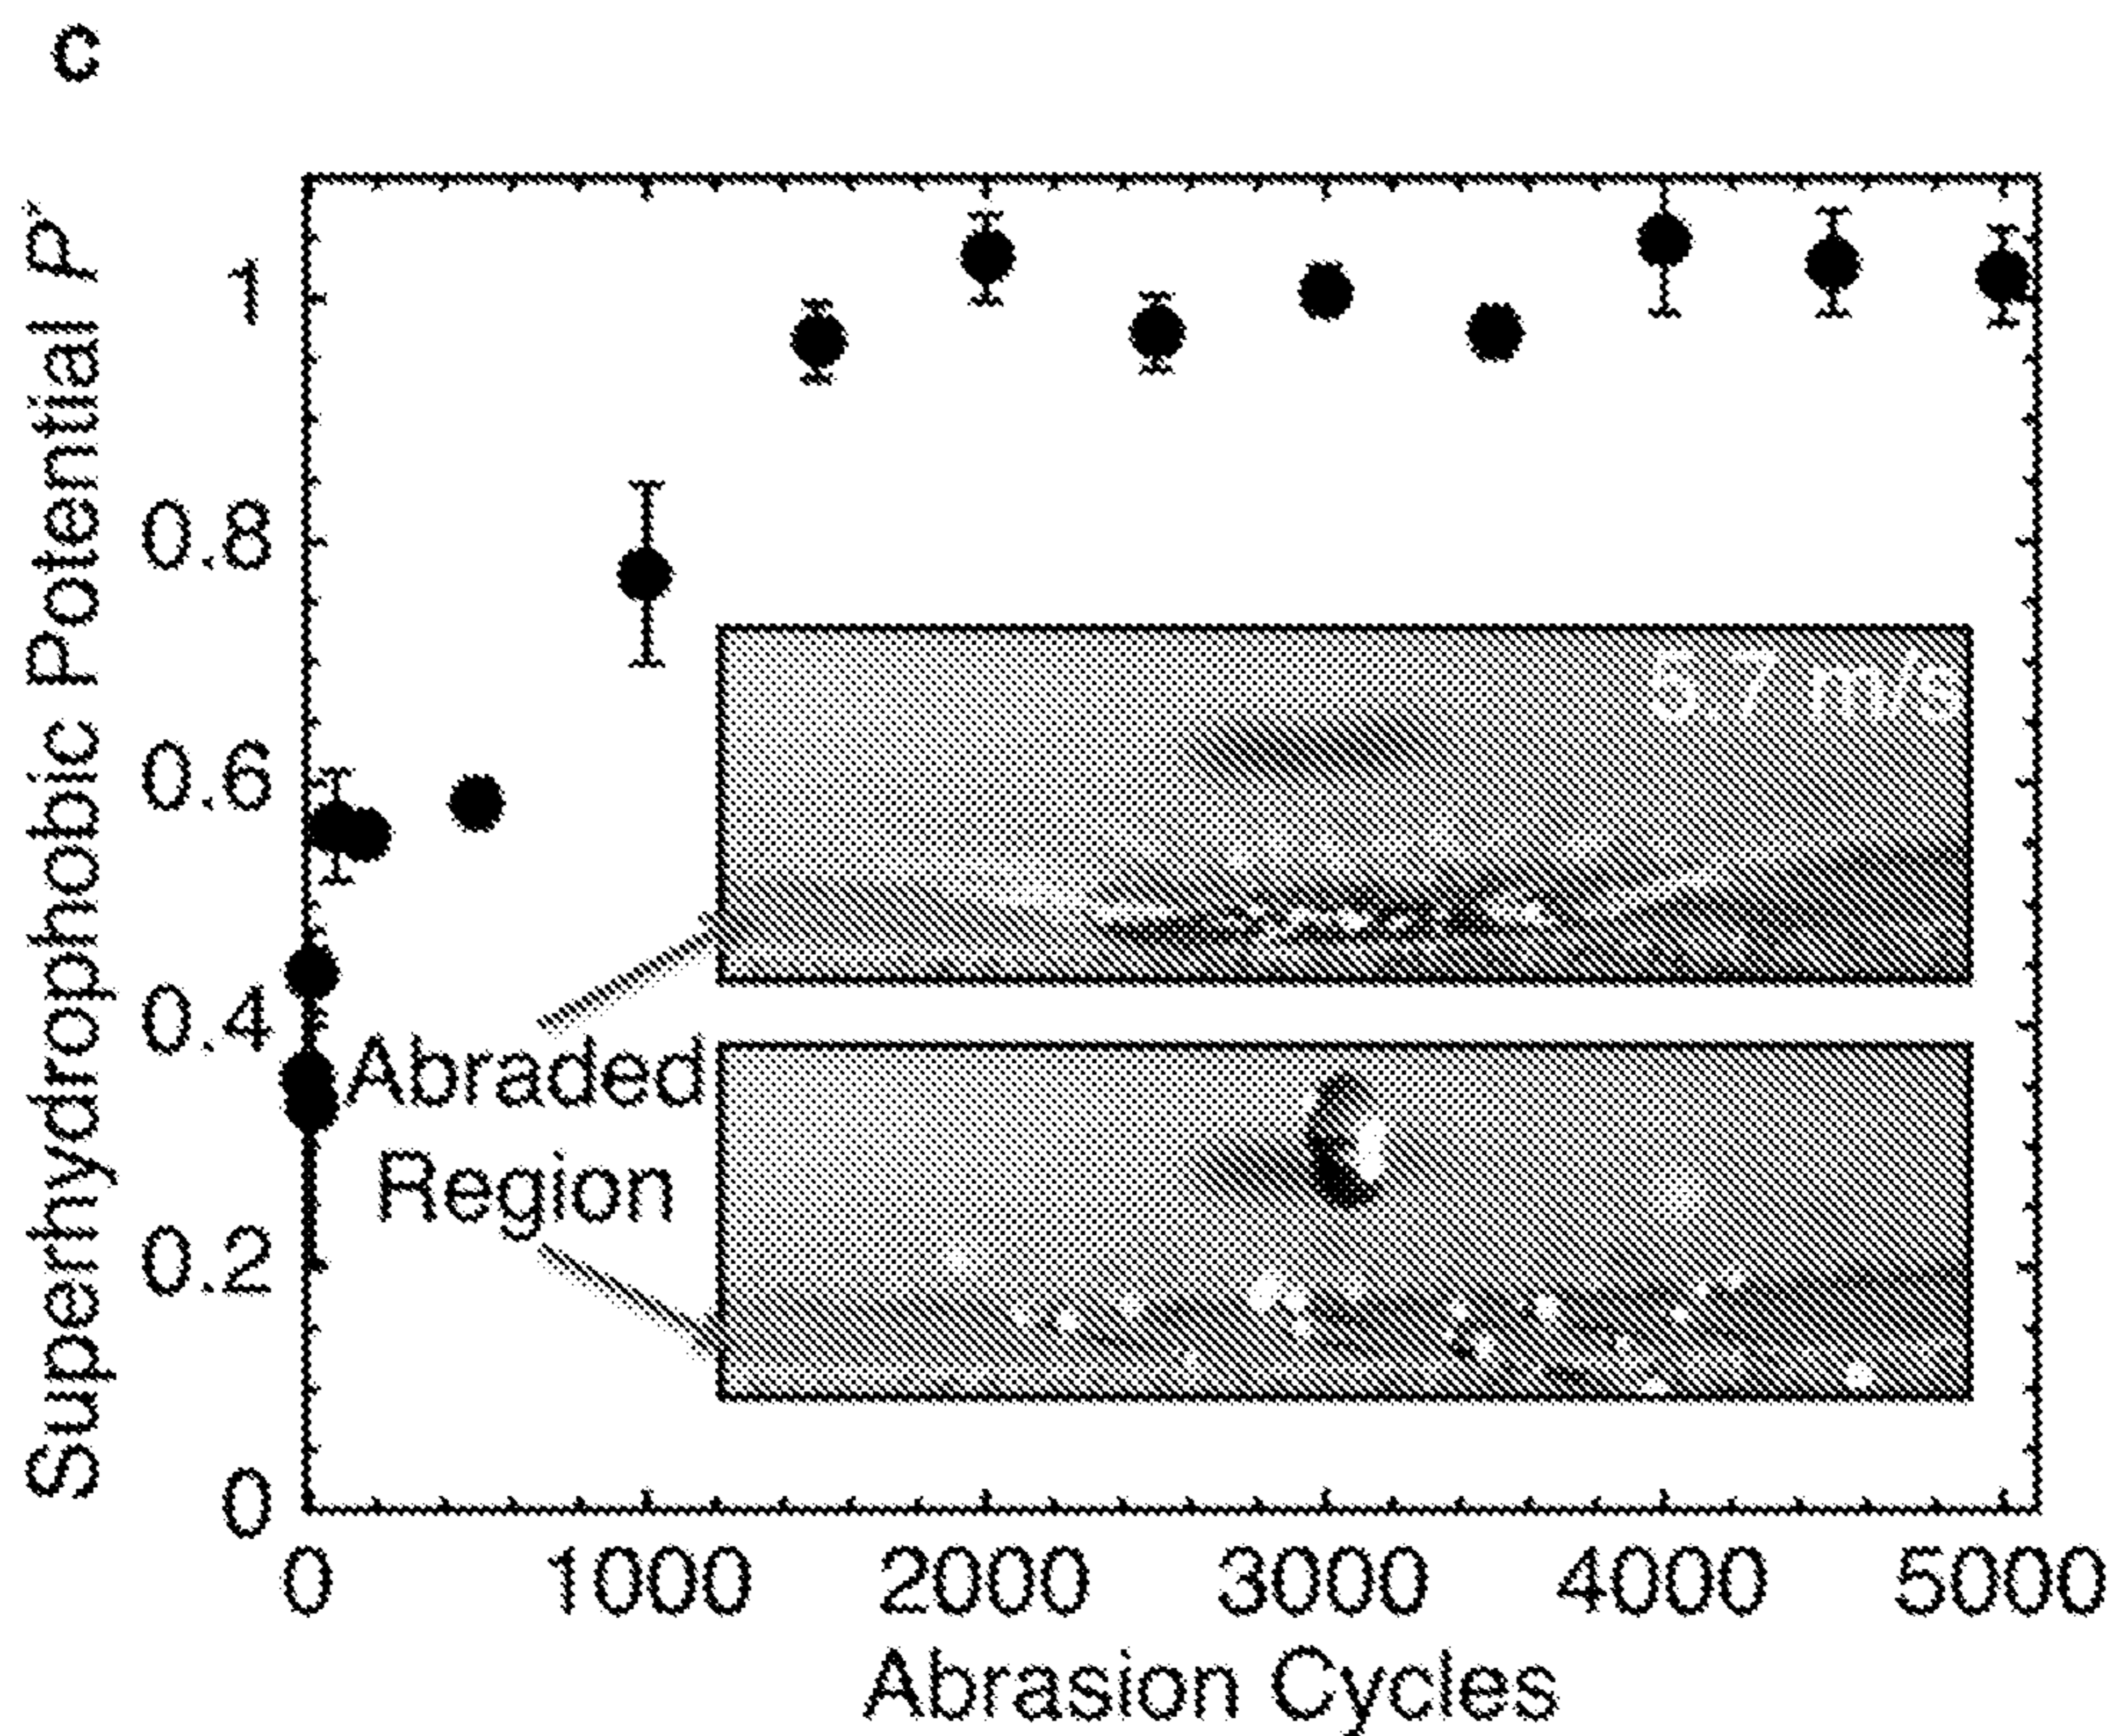 c
Superhydrophobic Potential P*
1
0.8
0.6
0.4
0.2
0
5.7 m/s
Abraded
Region
0 1000 2000 3000 4000 5000
Abrasion Cycles